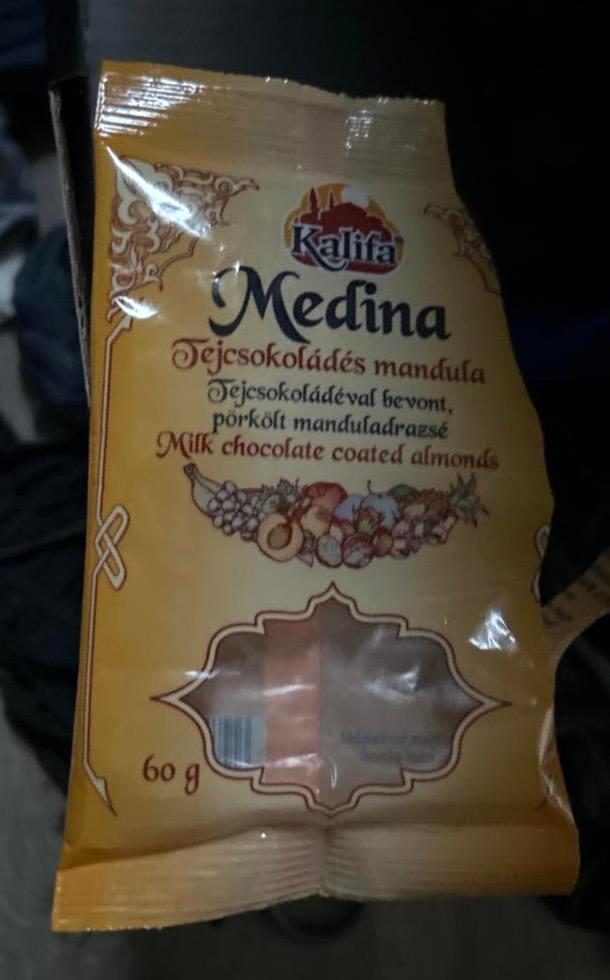 Kalifa
Medina
Tejcsokoládés mandula
Tejcsokoládéval bevont,
pörkölt manduladrazsé
Milk chocolate coated almonds
60 g